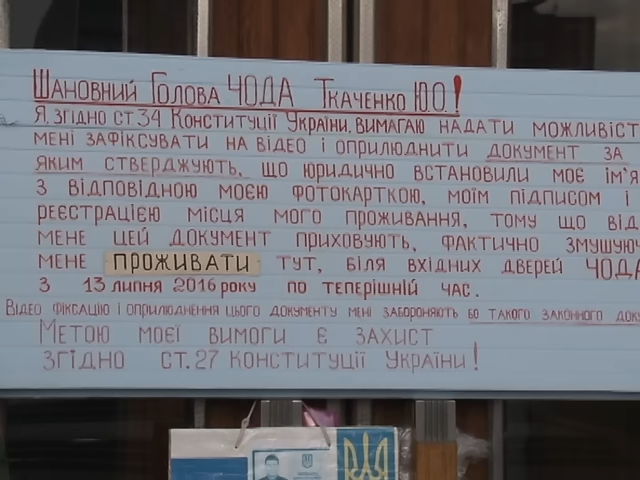 Шановний Голова ЧОДА Ткаченко Ю.О.!
Я, згідно ст.34 Конституції України, вимагаю надати можливіст
мені зафіксувати на відео і оприлюднити документ за
яким стверджують, що юридично встановили моє ім'я
з відповідною моєю фотокарткою, моїм підписом і
реєстрацією місця мого проживання, тому що від
мене цей документ приховують, фактично змушуюч
мене проживати тут, біля вхідних дверей ЧОДА
з 13 липня 2016 року по теперішній час.
Відео фіксацію і оприлюднення цього документу мені забороняють бо такого законного доку
Метою моєї вимоги є захист
згідно ст.27 Конституції України!